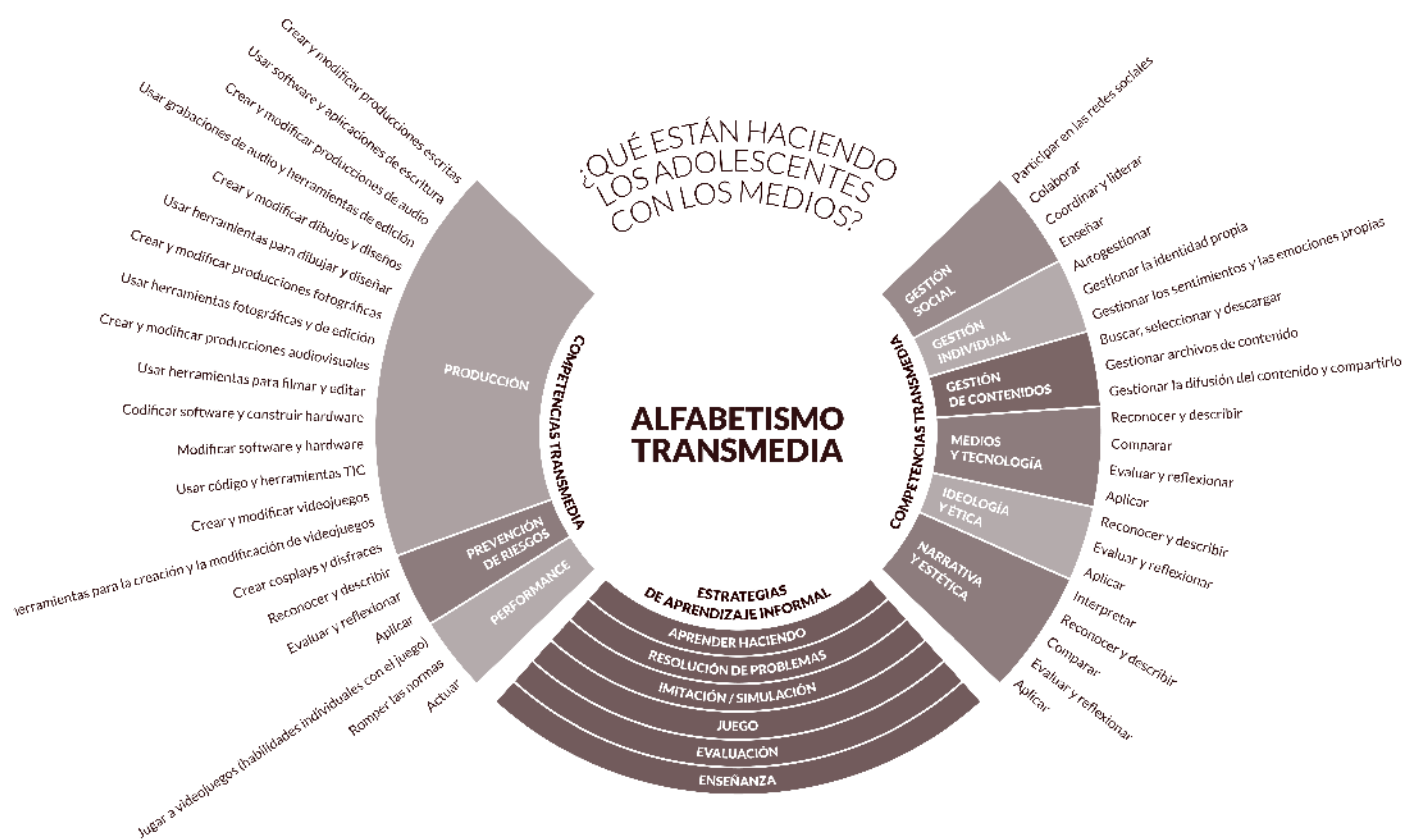 ¿QUÉ ESTÁN HACIENDO
LOS ADOLESCENTES
CON LOS MEDIOS?
ALFABETISMO
TRANSMEDIA
COMPETENCIAS TRANSMEDIA
PRODUCCIÓN
Crear y modificar producciones escritas
Usar software y aplicaciones de escritura
Crear y modificar producciones de audio
Usar grabaciones de audio y herramientas de edición
Crear y modificar dibujos y diseños
Usar herramientas para dibujar y diseñar
Crear y modificar producciones fotográficas
Usar herramientas fotográficas y de edición
Crear y modificar producciones audiovisuales
Usar herramientas para filmar y editar
Codificar software y construir hardware
Modificar software y hardware
Usar código y herramientas TIC
Crear y modificar videojuegos
erramientas para la creación y la modificación de videojuegos
Crear cosplays y disfraces
PREVENCIÓN
DE RIESGOS
Reconocer y describir
Evaluar y reflexionar
Aplicar
PERFORMANCE
Jugar a videojuegos (habilidades individuales con el juego)
Romper las normas
Actuar
COMPETENCIAS TRANSMEDIA
GESTIÓN
SOCIAL
Participar en las redes sociales
Colaborar
Coordinar y liderar
Enseñar
GESTIÓN
INDIVIDUAL
Autogestionar
Gestionar la identidad propia
Gestionar los sentimientos y las emociones propias
GESTIÓN
DE CONTENIDOS
Buscar, seleccionar y descargar
Gestionar archivos de contenido
Gestionar la difusión del contenido y compartirlo
MEDIOS
Y TECNOLOGÍA
Reconocer y describir
Comparar
Evaluar y reflexionar
Aplicar
IDEOLOGÍA
Y ÉTICA
Reconocer y describir
Evaluar y reflexionar
Aplicar
NARRATIVA
Y ESTÉTICA
Interpretar
Reconocer y describir
Comparar
Evaluar y reflexionar
Aplicar
ESTRATEGIAS
DE APRENDIZAJE INFORMAL
APRENDER HACIENDO
RESOLUCIÓN DE PROBLEMAS
IMITACIÓN / SIMULACIÓN
JUEGO
EVALUACIÓN
ENSEÑANZA